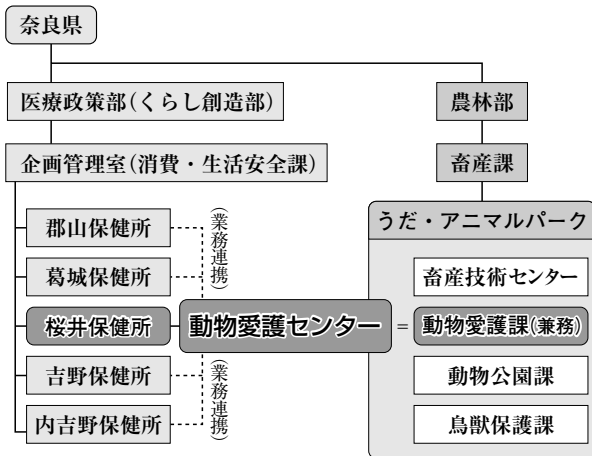 奈良県
医療政策部(くらし創造部)
農林部
企画管理室(消費・生活安全課)
畜産課
うだ・アニマルパーク
郡山保健所
(業務連携)
葛城保健所
畜産技術センター
桜井保健所
動物愛護センター
=
動物愛護課(兼務)
吉野保健所
(業務連携)
動物公園課
内吉野保健所
鳥獣保護課